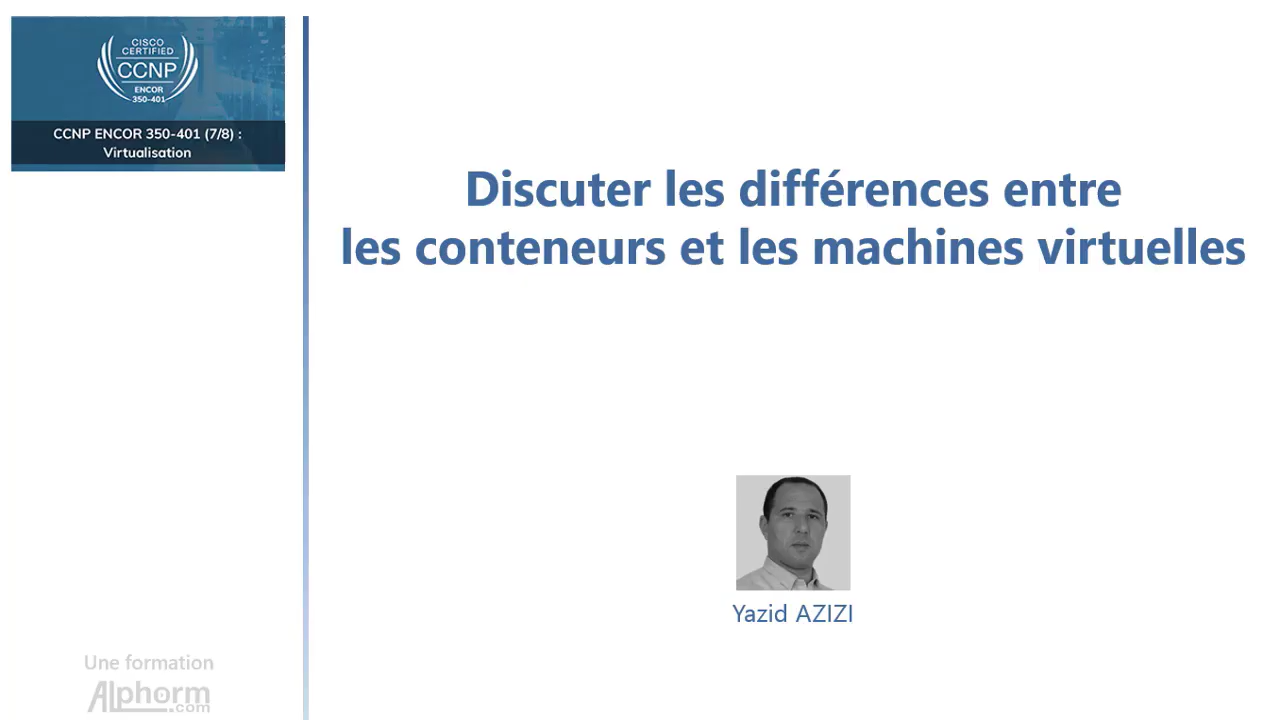 CISCO
CERTIFIED
CCNP
ENCOR
350-401
CCNP ENCOR 350-401 (7/8) :
Virtualisation
Discuter les différences entre
les conteneurs et les machines virtuelles
Yazid AZIZI
Une formation
Alphorm
.com